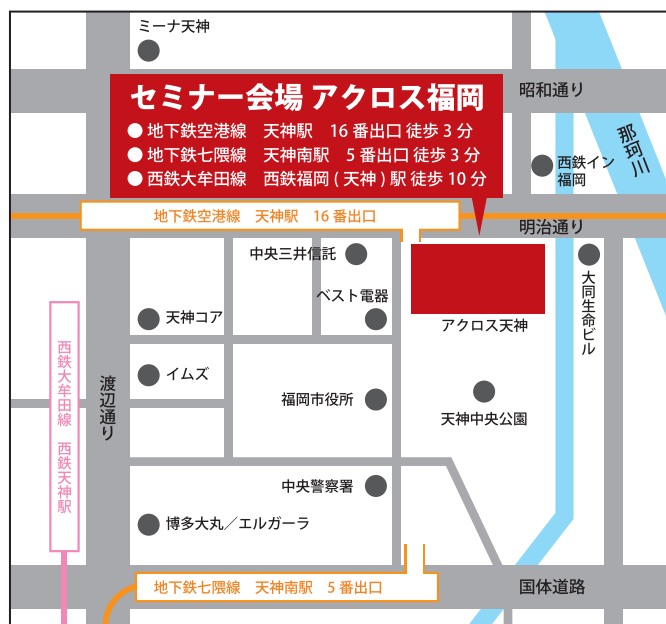 ミーナ天神
昭和通り
セミナー会場 アクロス福岡
● 地下鉄空港線　天神駅　16 番出口 徒歩 3 分
● 地下鉄七隈線　天神南駅　5 番出口 徒歩 3 分
● 西鉄大牟田線　西鉄福岡 ( 天神 ) 駅 徒歩 10 分
那珂川
西鉄イン
福岡
地下鉄空港線　天神駅　16 番出口
明治通り
中央三井信託
大同生命ビル
ベスト電器
天神コア
アクロス天神
西鉄大牟田線　西鉄天神駅
渡辺通り
イムズ
福岡市役所
天神中央公園
中央警察署
博多大丸／エルガーラ
地下鉄七隈線　天神南駅　5 番出口
国体道路